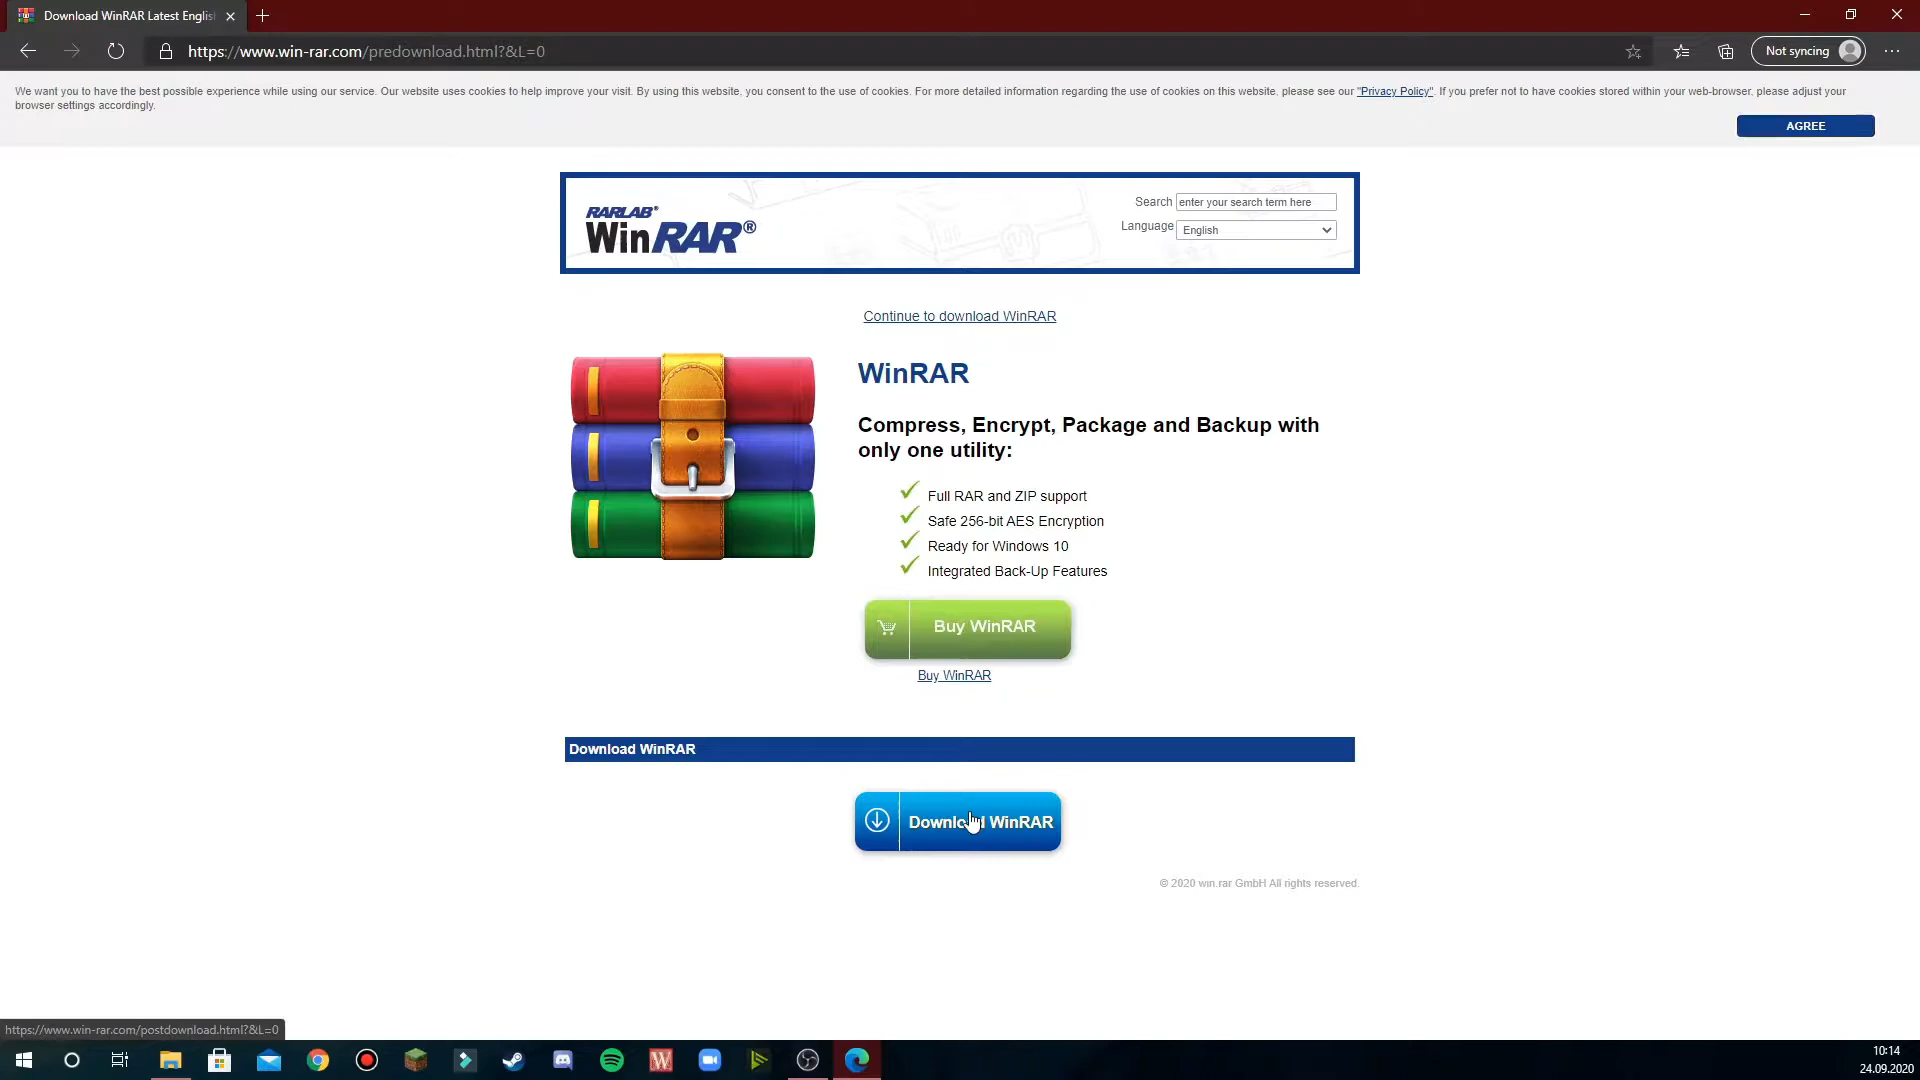 Download WinRAR Latest Englis
https://www.win-rar.com/predownload.html?&L=0
Not syncing
We want you to have the best possible experience while using our service. Our website uses cookies to help improve your visit. By using this website, you consent to the use of cookies. For more detailed information regarding the use of cookies on this website, please see our "Privacy Policy". If you prefer not to have cookies stored within your web-browser, please adjust your
browser settings accordingly.
AGREE
RARLAB®
WinRAR®
Search enter your search term here
Language English
Continue to download WinRAR
WinRAR
Compress, Encrypt, Package and Backup with
only one utility:
Full RAR and ZIP support
Safe 256-bit AES Encryption
Ready for Windows 10
Integrated Back-Up Features
Buy WinRAR
Buy WinRAR
Download WinRAR
Download WinRAR
© 2020 win.rar GmbH All rights reserved.
https://www.win-rar.com/postdownload.html?&L=0
10:14
24.09.2020